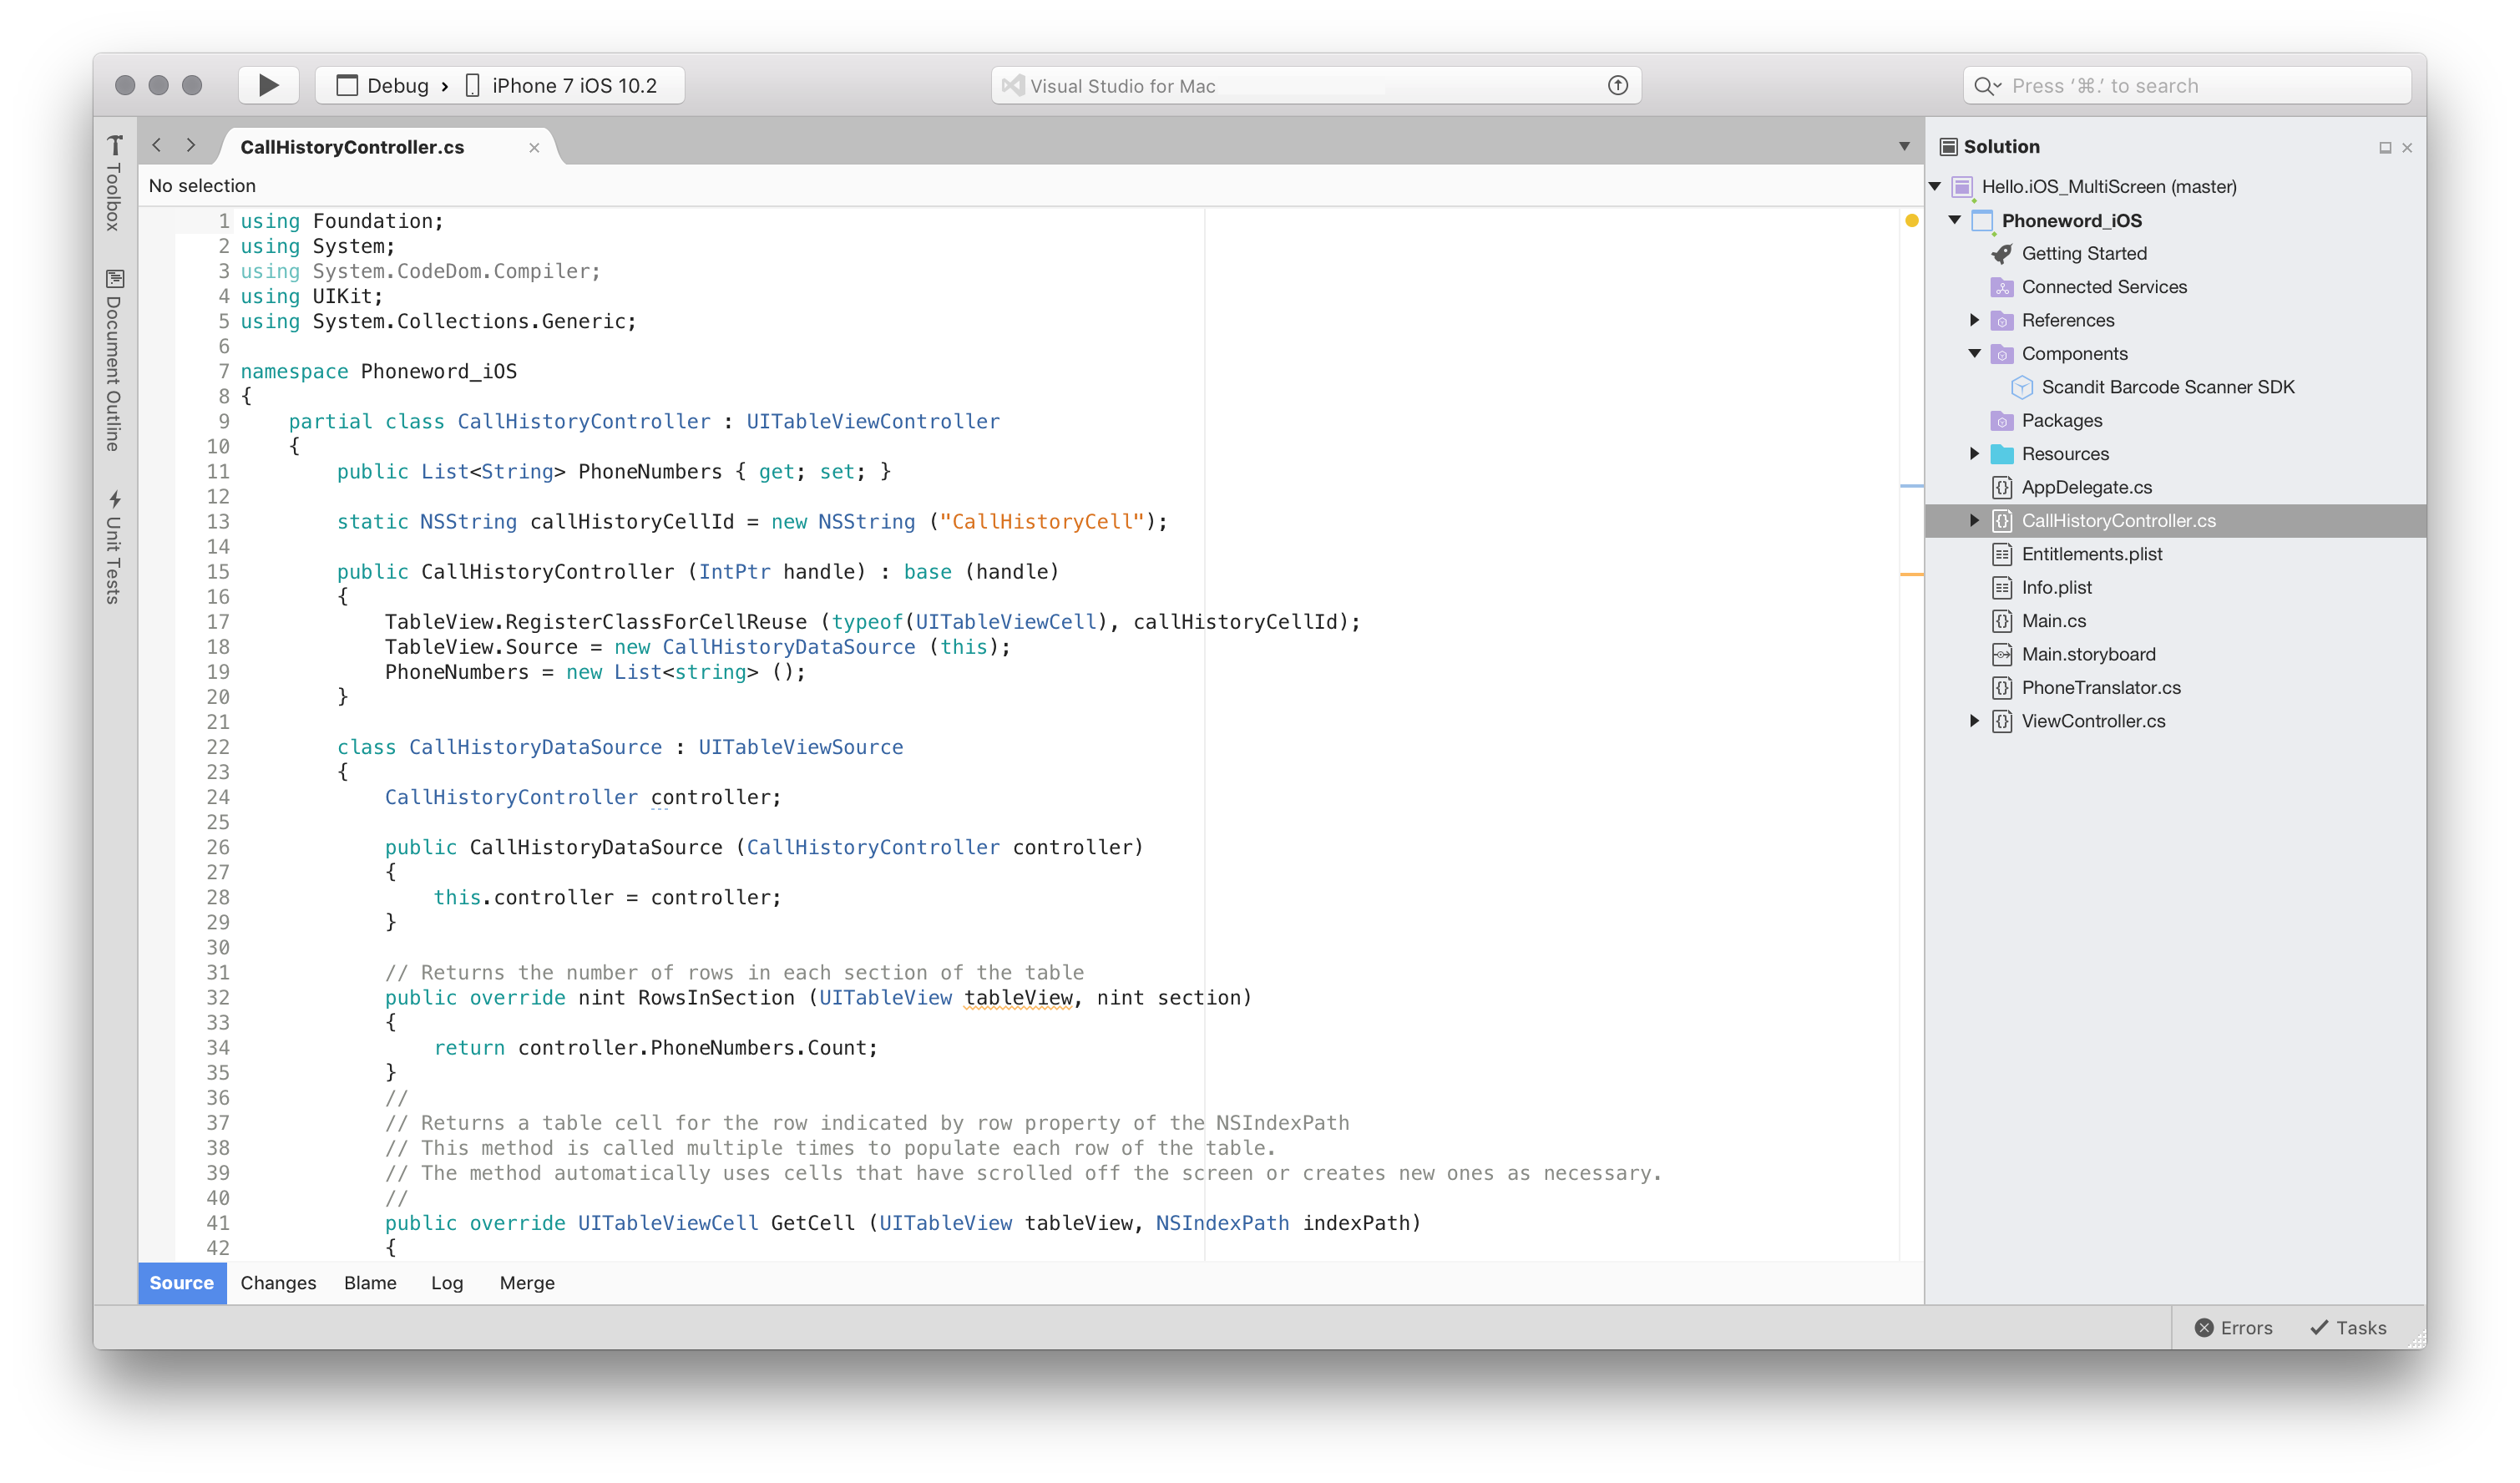 Debug › iPhone 7 iOS 10.2
Visual Studio for Mac
Press ‘⌘.’ to search
Toolbox
Document Outline
Unit Tests
CallHistoryController.cs
No selection
1 using Foundation;
2 using System;
3 using System.CodeDom.Compiler;
4 using UIKit;
5 using System.Collections.Generic;
6
7 namespace Phoneword_iOS
8 {
9     partial class CallHistoryController : UITableViewController
10     {
11         public List<String> PhoneNumbers { get; set; }
12
13         static NSString callHistoryCellId = new NSString ("CallHistoryCell");
14
15         public CallHistoryController (IntPtr handle) : base (handle)
16         {
17             TableView.RegisterClassForCellReuse (typeof(UITableViewCell), callHistoryCellId);
18             TableView.Source = new CallHistoryDataSource (this);
19             PhoneNumbers = new List<string> ();
20         }
21
22         class CallHistoryDataSource : UITableViewSource
23         {
24             CallHistoryController controller;
25
26             public CallHistoryDataSource (CallHistoryController controller)
27             {
28                 this.controller = controller;
29             }
30
31             // Returns the number of rows in each section of the table
32             public override nint RowsInSection (UITableView tableView, nint section)
33             {
34                 return controller.PhoneNumbers.Count;
35             }
36             //
37             // Returns a table cell for the row indicated by row property of the NSIndexPath
38             // This method is called multiple times to populate each row of the table.
39             // The method automatically uses cells that have scrolled off the screen or creates new ones as necessary.
40             //
41             public override UITableViewCell GetCell (UITableView tableView, NSIndexPath indexPath)
42             {
Source Changes Blame Log Merge
Solution
Hello.iOS_MultiScreen (master)
Phoneword_iOS
Getting Started
Connected Services
References
Components
Scandit Barcode Scanner SDK
Packages
Resources
AppDelegate.cs
CallHistoryController.cs
Entitlements.plist
Info.plist
Main.cs
Main.storyboard
PhoneTranslator.cs
ViewController.cs
Errors Tasks